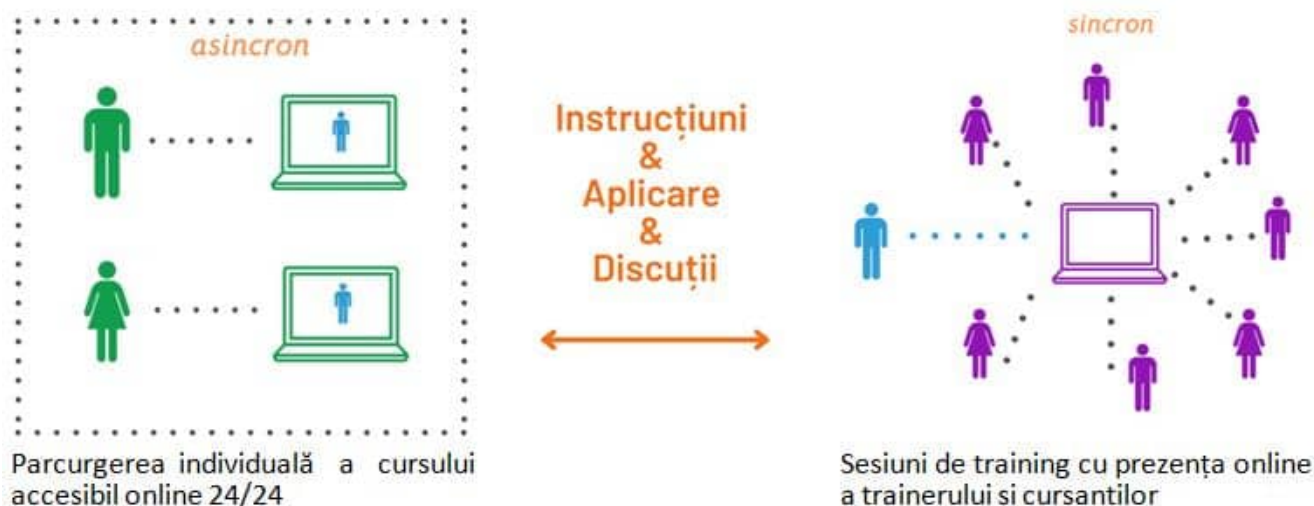 asincron
Parcurgerea individuală a cursului
accesibil online 24/24
Instrucțiuni
&
Aplicare
&
Discuții
sincron
Sesiuni de training cu prezența online
a trainerului si cursantilor